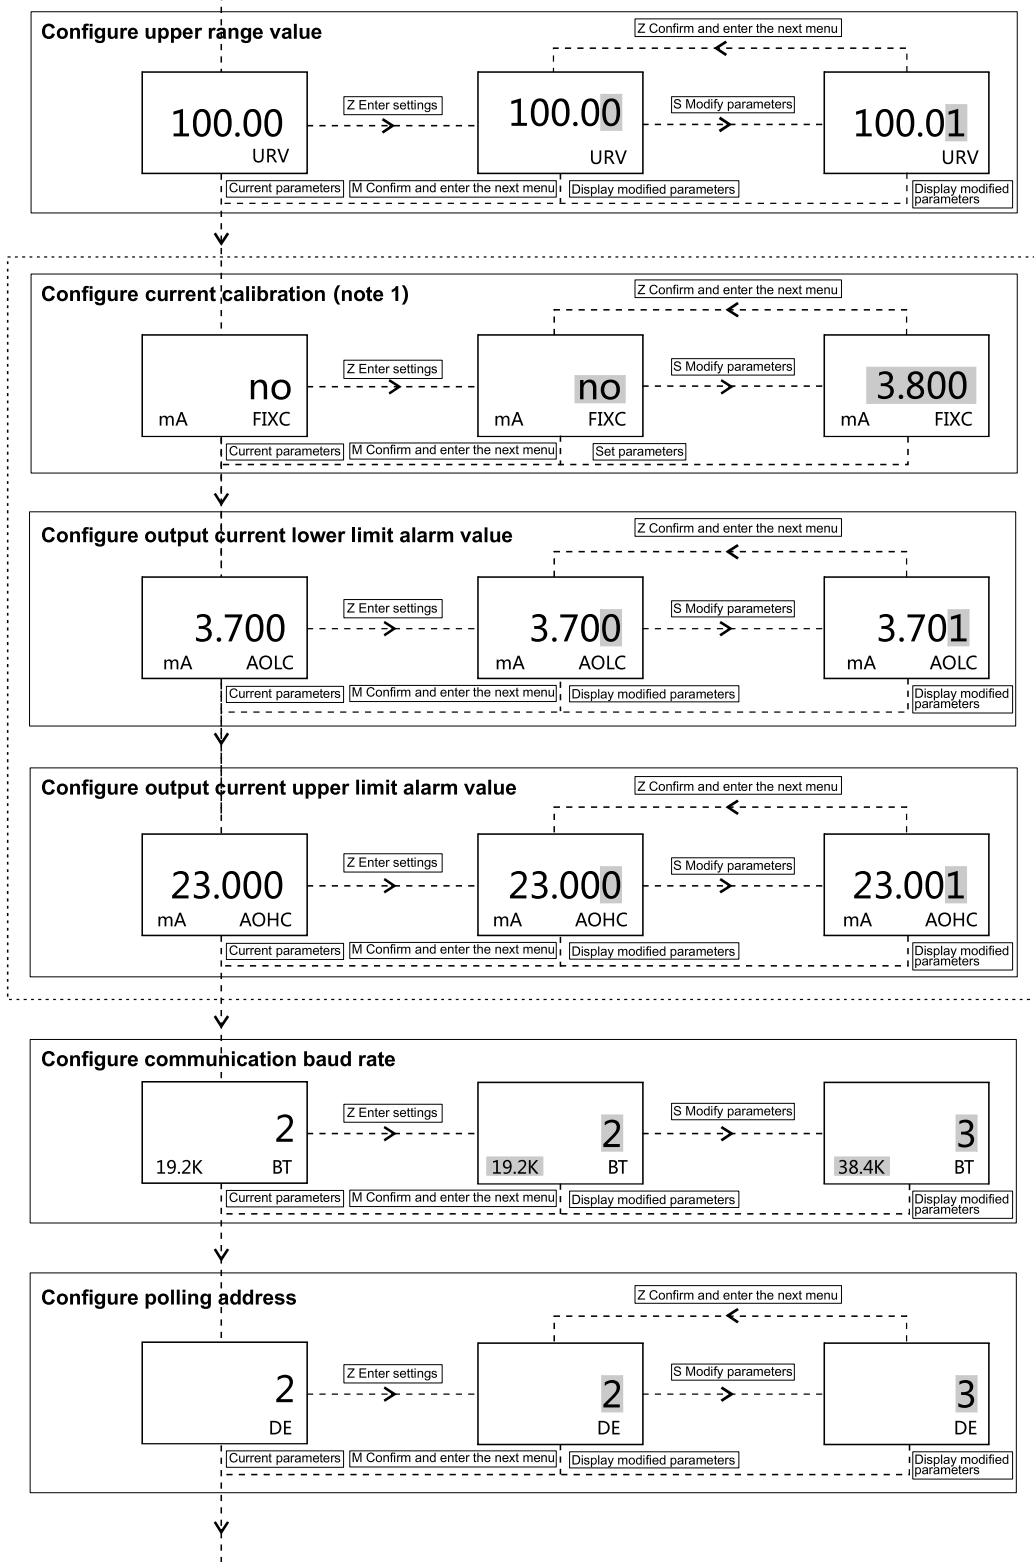 Configure upper range value
Z Confirm and enter the next menu
100.00
URV
Z Enter settings
100.00
URV
S Modify parameters
100.01
URV
Current parameters
M Confirm and enter the next menu
Display modified parameters
Display modified
parameters
Configure current calibration (note 1)
Z Confirm and enter the next menu
no
mA FIXC
Z Enter settings
no
mA FIXC
S Modify parameters
3.800
mA FIXC
Current parameters
M Confirm and enter the next menu
Set parameters
Configure output current lower limit alarm value
Z Confirm and enter the next menu
3.700
mA AOLC
Z Enter settings
3.700
mA AOLC
S Modify parameters
3.701
mA AOLC
Current parameters
M Confirm and enter the next menu
Display modified parameters
Display modified
parameters
Configure output current upper limit alarm value
Z Confirm and enter the next menu
23.000
mA AOHC
Z Enter settings
23.000
mA AOHC
S Modify parameters
23.001
mA AOHC
Current parameters
M Confirm and enter the next menu
Display modified parameters
Display modified
parameters
Configure communication baud rate
2
19.2K BT
Z Enter settings
2
19.2K BT
S Modify parameters
3
38.4K BT
Current parameters
M Confirm and enter the next menu
Display modified parameters
Display modified
parameters
Configure polling address
Z Confirm and enter the next menu
2
DE
Z Enter settings
2
DE
S Modify parameters
3
DE
Current parameters
M Confirm and enter the next menu
Display modified parameters
Display modified
parameters